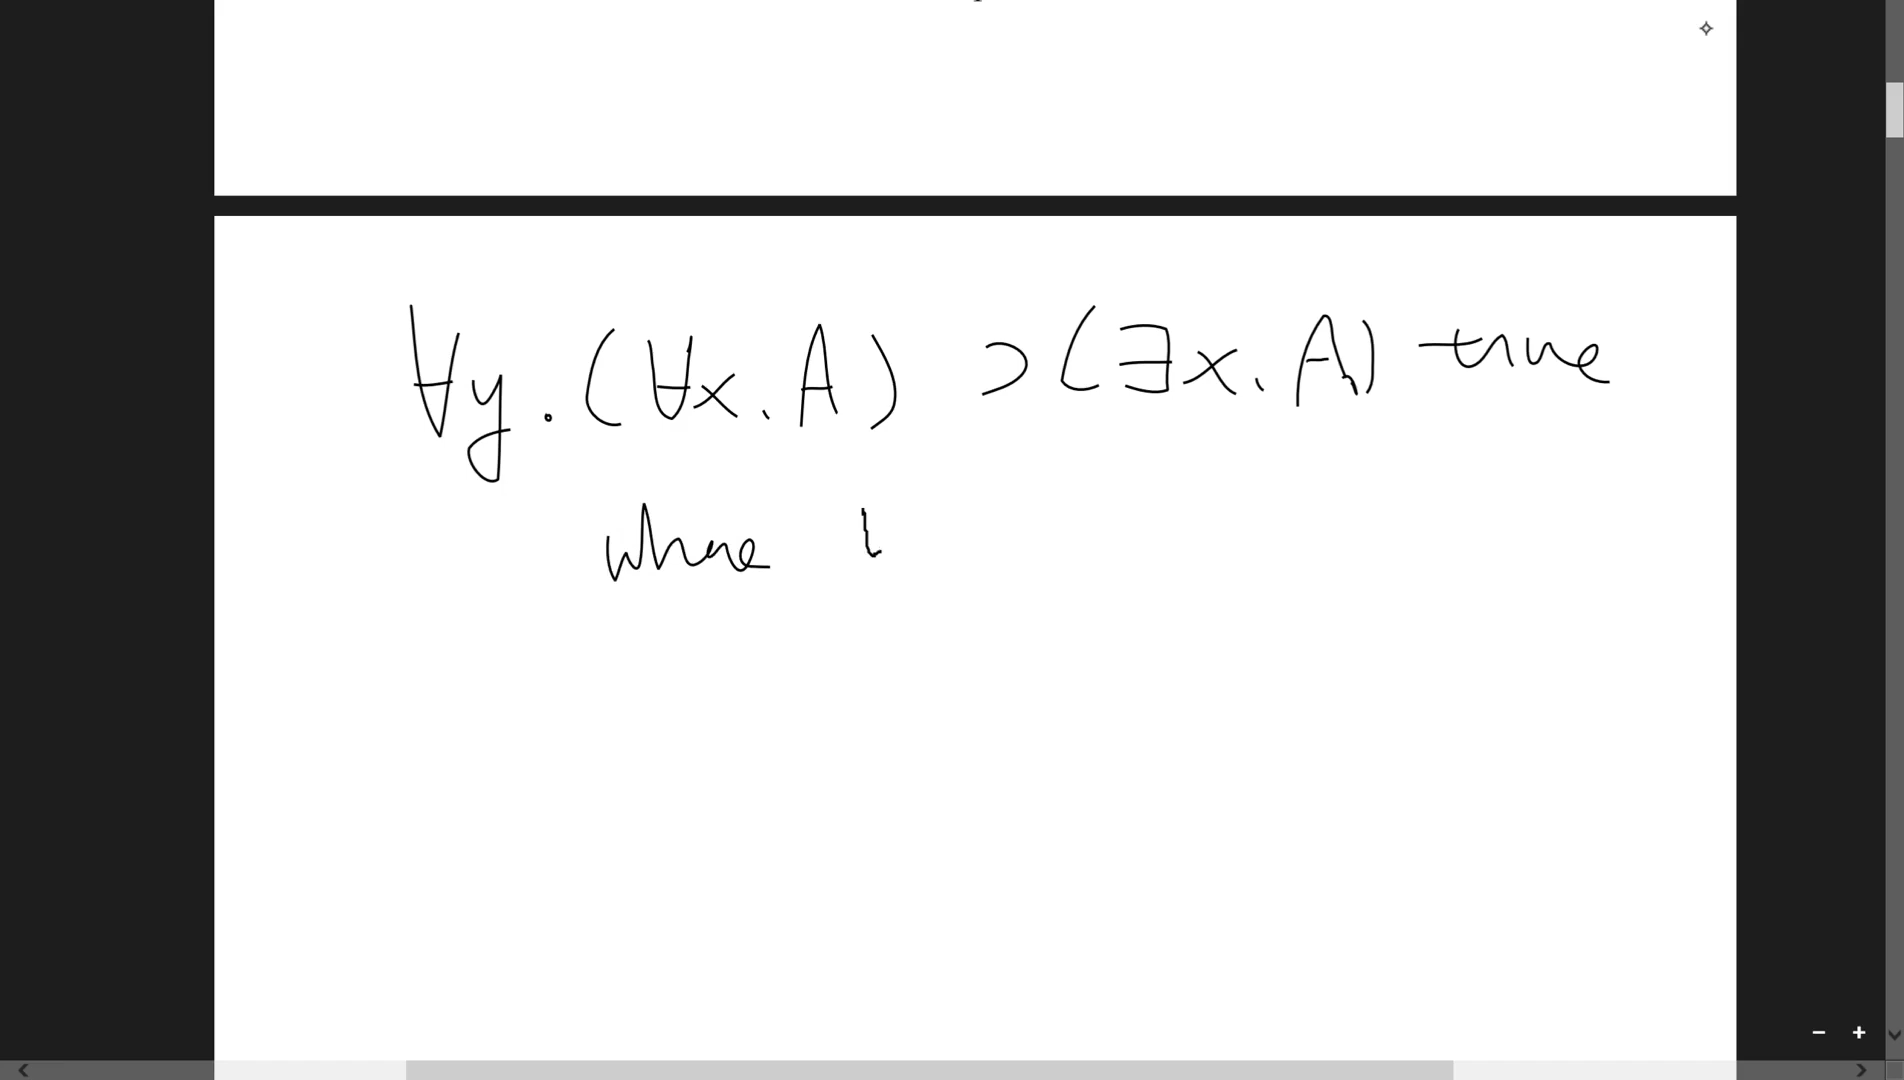 ∀y. (∀x. A) ⊃ (∃x. A) true
where